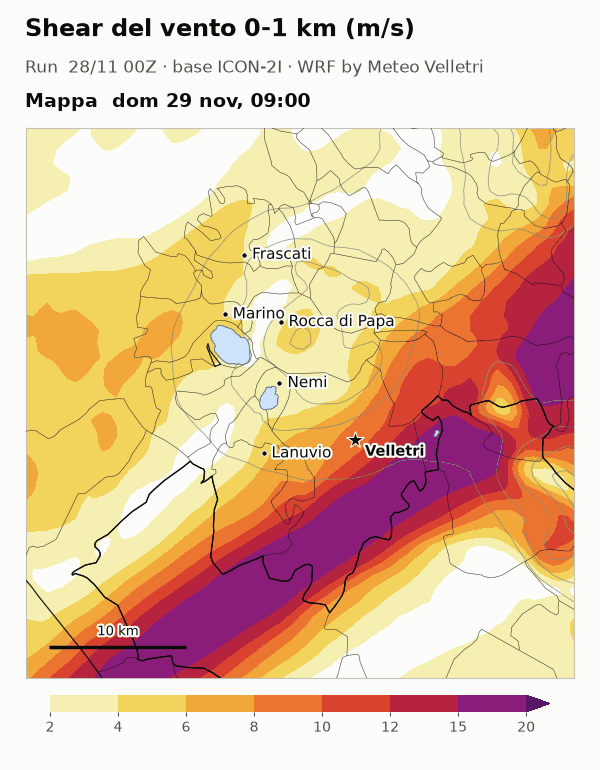 Shear del vento 0-1 km (m/s)
Run  28/11 00Z · base ICON-2I · WRF by Meteo Velletri
Mappa  dom 29 nov, 09:00
Frascati
Marino
Rocca di Papa
Nemi
Velletri
Lanuvio
10 km
2 4 6 8 10 12 15 20